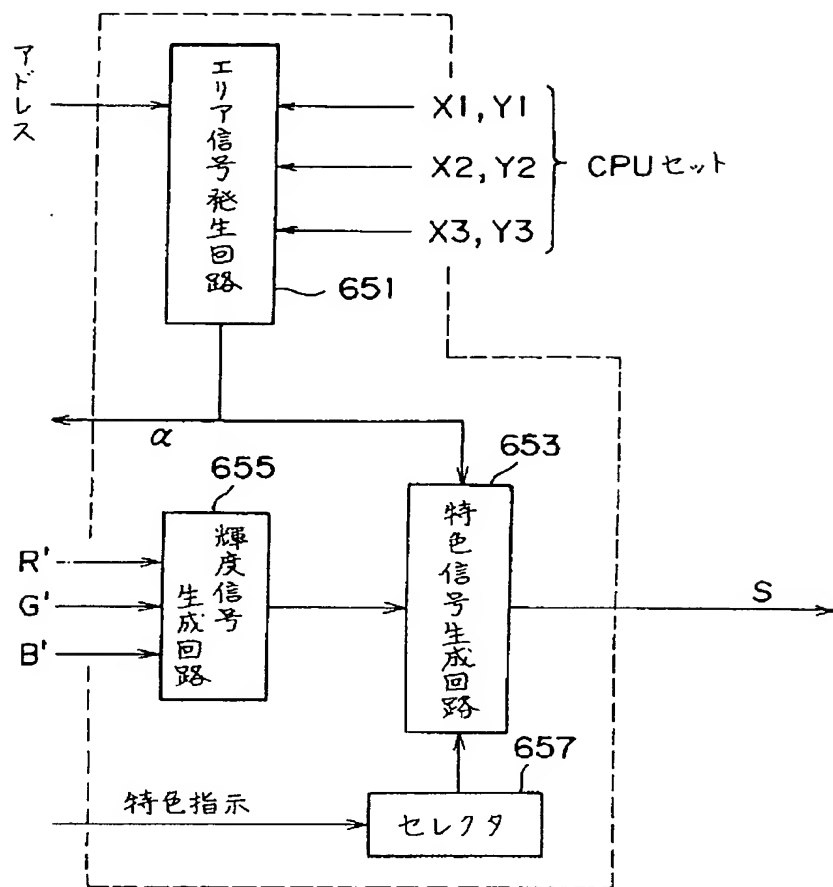 アドレス
エリア信号発生回路
X1, Y1
X2, Y2
X3, Y3
CPUセット
651
α
653
655
特色信号生成回路
輝度信号
生成回路
R'
G'
B'
S
657
特色指示
セレクタ